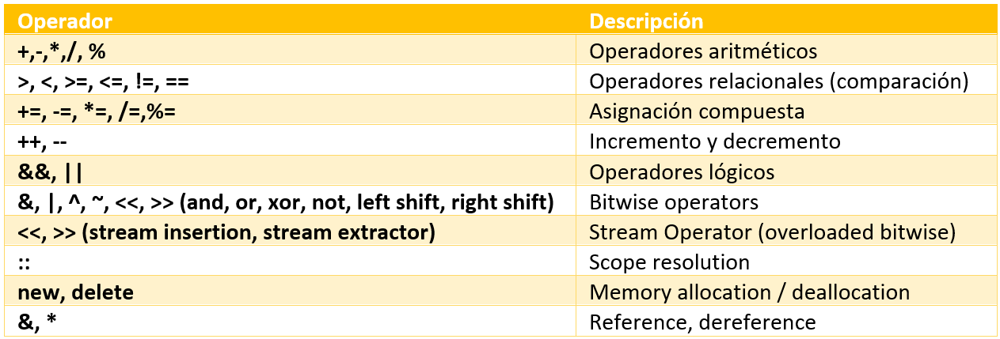 Operador Descripción
+,-,*,/, % Operadores aritméticos
>, <, >=, <=, !=, == Operadores relacionales (comparación)
+=, -=, *=, /=,%= Asignación compuesta
++, -- Incremento y decremento
&&, || Operadores lógicos
&, |, ^, ~, <<, >> (and, or, xor, not, left shift, right shift) Bitwise operators
<<, >> (stream insertion, stream extractor) Stream Operator (overloaded bitwise)
:: Scope resolution
new, delete Memory allocation / deallocation
&, * Reference, dereference